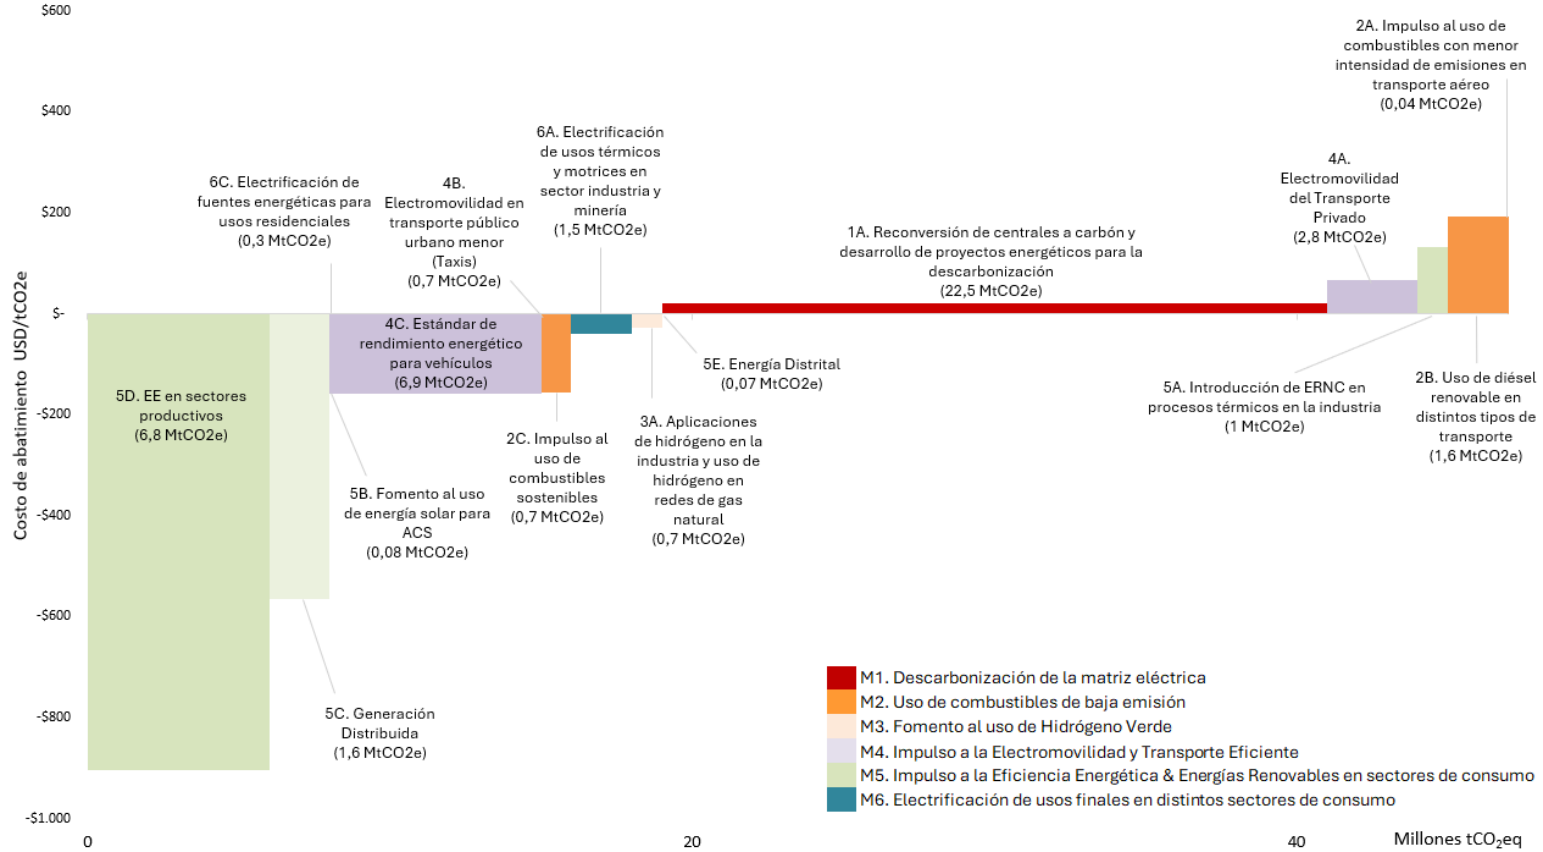 $600
$400
$200
$-
-$200
-$400
-$600
-$800
-$1.000
Costo de abatimiento USD/tCO2e
0
20
40
Millones tCO₂eq
5D. EE en sectores
productivos
(6,8 MtCO2e)
6C. Electrificación de
fuentes energéticas para
usos residenciales
(0,3 MtCO2e)
5C. Generación
Distribuida
(1,6 MtCO2e)
5B. Fomento al uso
de energía solar para
ACS
(0,08 MtCO2e)
4C. Estándar de
rendimiento energético
para vehículos
(6,9 MtCO2e)
4B.
Electromovilidad en
transporte público
urbano menor
(Taxis)
(0,7 MtCO2e)
2C. Impulso al
uso de
combustibles
sostenibles
(0,7 MtCO2e)
6A. Electrificación
de usos térmicos
y motrices en
sector industria y
minería
(1,5 MtCO2e)
3A. Aplicaciones
de hidrógeno en la
industria y uso de
hidrógeno en
redes de gas
natural
(0,7 MtCO2e)
5E. Energía Distrital
(0,07 MtCO2e)
1A. Reconversión de centrales a carbón y
desarrollo de proyectos energéticos para la
descarbonización
(22,5 MtCO2e)
4A.
Electromovilidad
del Transporte
Privado
(2,8 MtCO2e)
5A. Introducción de ERNC en
procesos térmicos en la industria
(1 MtCO2e)
2A. Impulso al uso de
combustibles con menor
intensidad de emisiones en
transporte aéreo
(0,04 MtCO2e)
2B. Uso de diésel
renovable en
distintos tipos de
transporte
(1,6 MtCO2e)
M1. Descarbonización de la matriz eléctrica
M2. Uso de combustibles de baja emisión
M3. Fomento al uso de Hidrógeno Verde
M4. Impulso a la Electromovilidad y Transporte Eficiente
M5. Impulso a la Eficiencia Energética & Energías Renovables en sectores de consumo
M6. Electrificación de usos finales en distintos sectores de consumo